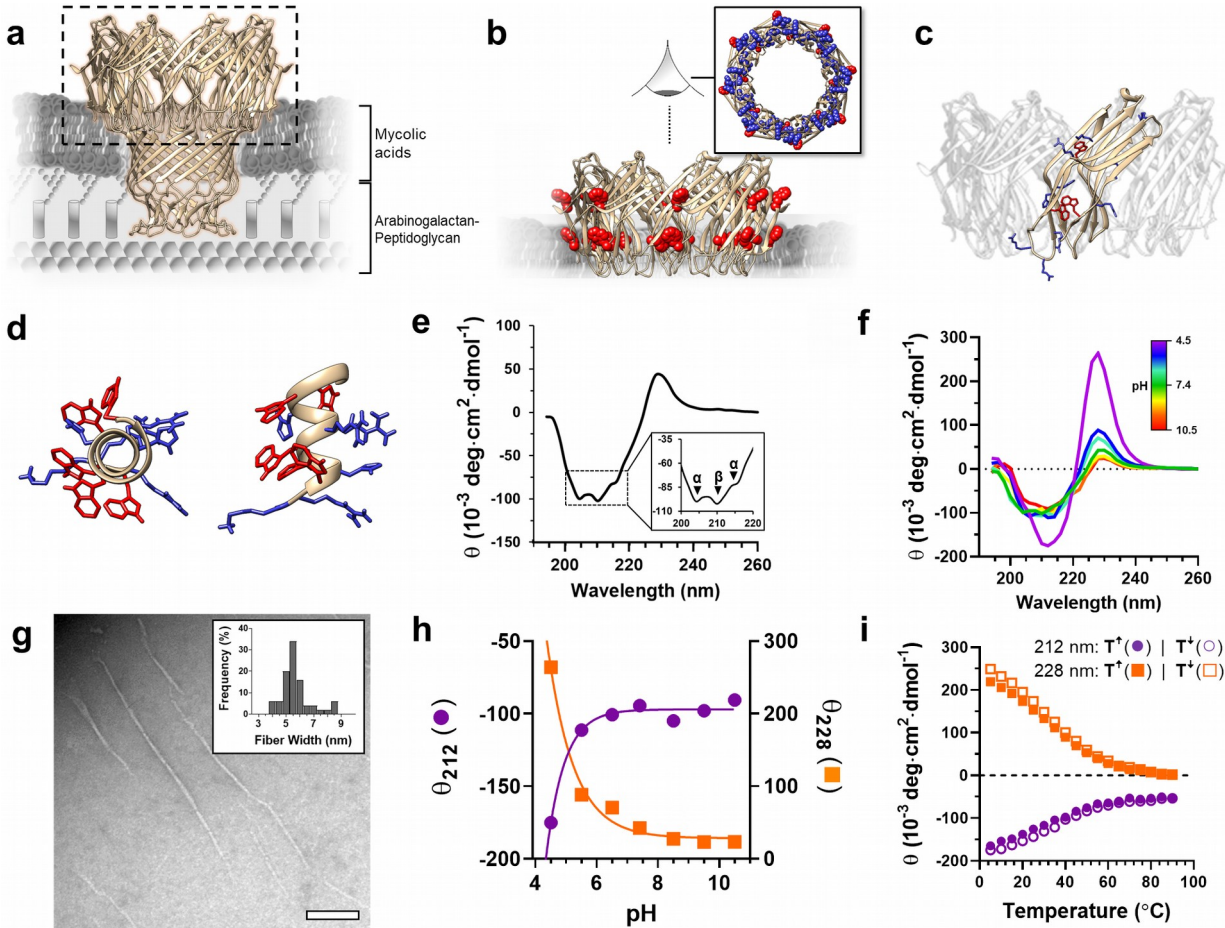 a
Mycolic
acids
Arabinogalactan-
Peptidoglycan
b
c
d
e
θ (10⁻³ deg·cm²·dmol⁻¹)
100
50
0
-50
-100
-150
200 220 240 260
Wavelength (nm)
-35
-60
-85
-110
α β α
200 210 220
f
θ (10⁻³ deg·cm²·dmol⁻¹)
300
200
100
0
-100
-200
200 220 240 260
Wavelength (nm)
pH
4.5
7.4
10.5
g
Frequency (%)
40
30
20
10
0
3 5 7 9
Fiber Width (nm)
h
θ₂₁₂ (●)
-50
-100
-150
-200
4 6 8 10
pH
300
200
100
0
θ₂₂₈ (■)
i
212 nm: T↑(●) | T↓(○)
228 nm: T↑(■) | T↓(□)
θ (10⁻³ deg·cm²·dmol⁻¹)
300
200
100
0
-100
-200
0 20 40 60 80 100
Temperature (°C)